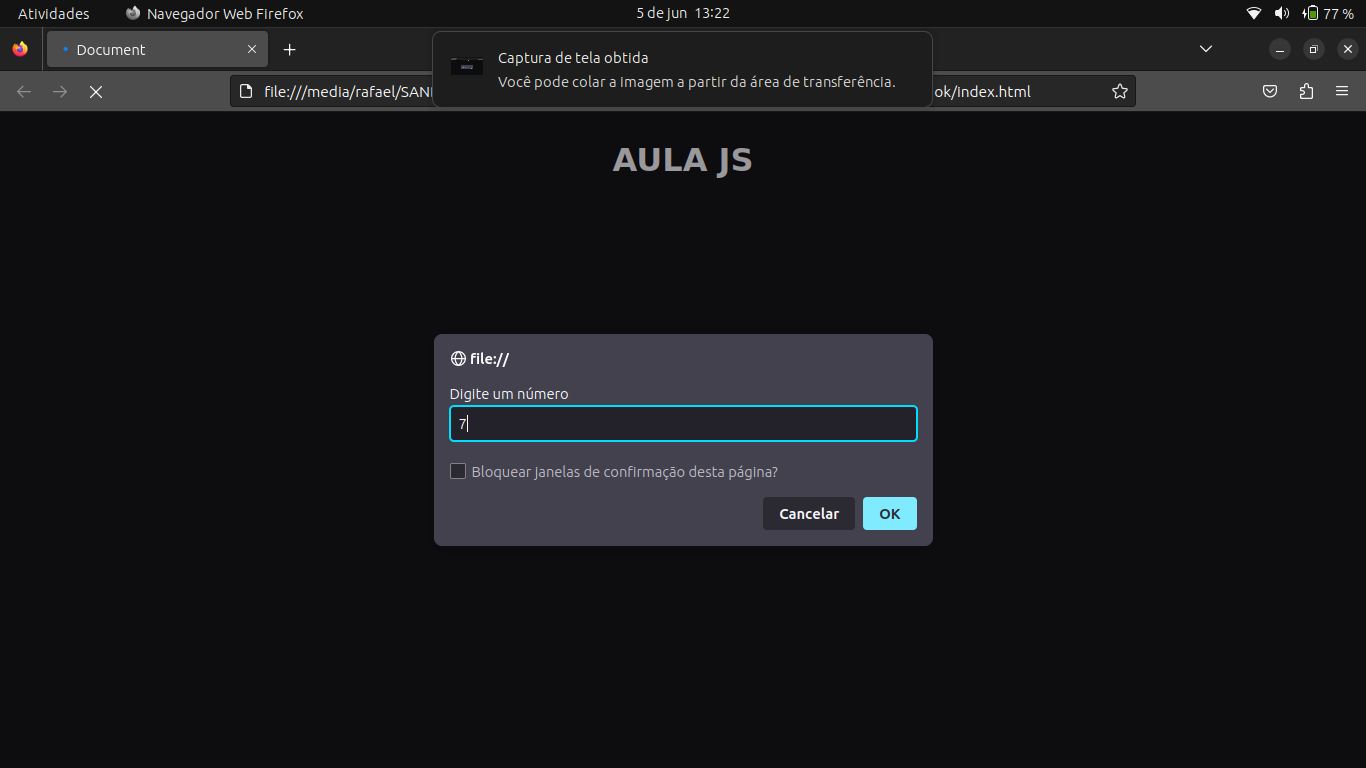 Atividades Navegador Web Firefox 5 de jun 13:22 77 %
Document
Captura de tela obtida
Você pode colar a imagem a partir da área de transferência.
file:///media/rafael/SAN ok/index.html
AULA JS
file://
Digite um número
7
Bloquear janelas de confirmação desta página?
Cancelar OK